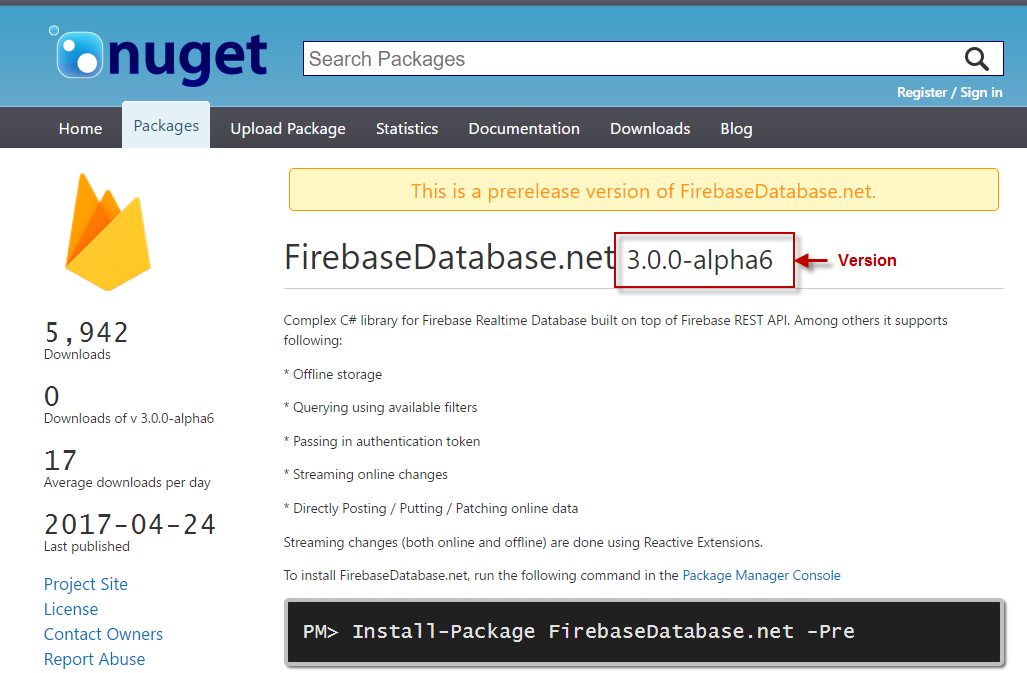 nuget
Search Packages
Register / Sign in
Home Packages Upload Package Statistics Documentation Downloads Blog
This is a prerelease version of FirebaseDatabase.net.
FirebaseDatabase.net 3.0.0-alpha6 Version
Complex C# library for Firebase Realtime Database built on top of Firebase REST API. Among others it supports
following:
* Offline storage
* Querying using available filters
* Passing in authentication token
* Streaming online changes
* Directly Posting / Putting / Patching online data
Streaming changes (both online and offline) are done using Reactive Extensions.
To install FirebaseDatabase.net, run the following command in the Package Manager Console
PM> Install-Package FirebaseDatabase.net -Pre
5,942
Downloads
0
Downloads of v 3.0.0-alpha6
17
Average downloads per day
2017-04-24
Last published
Project Site
License
Contact Owners
Report Abuse